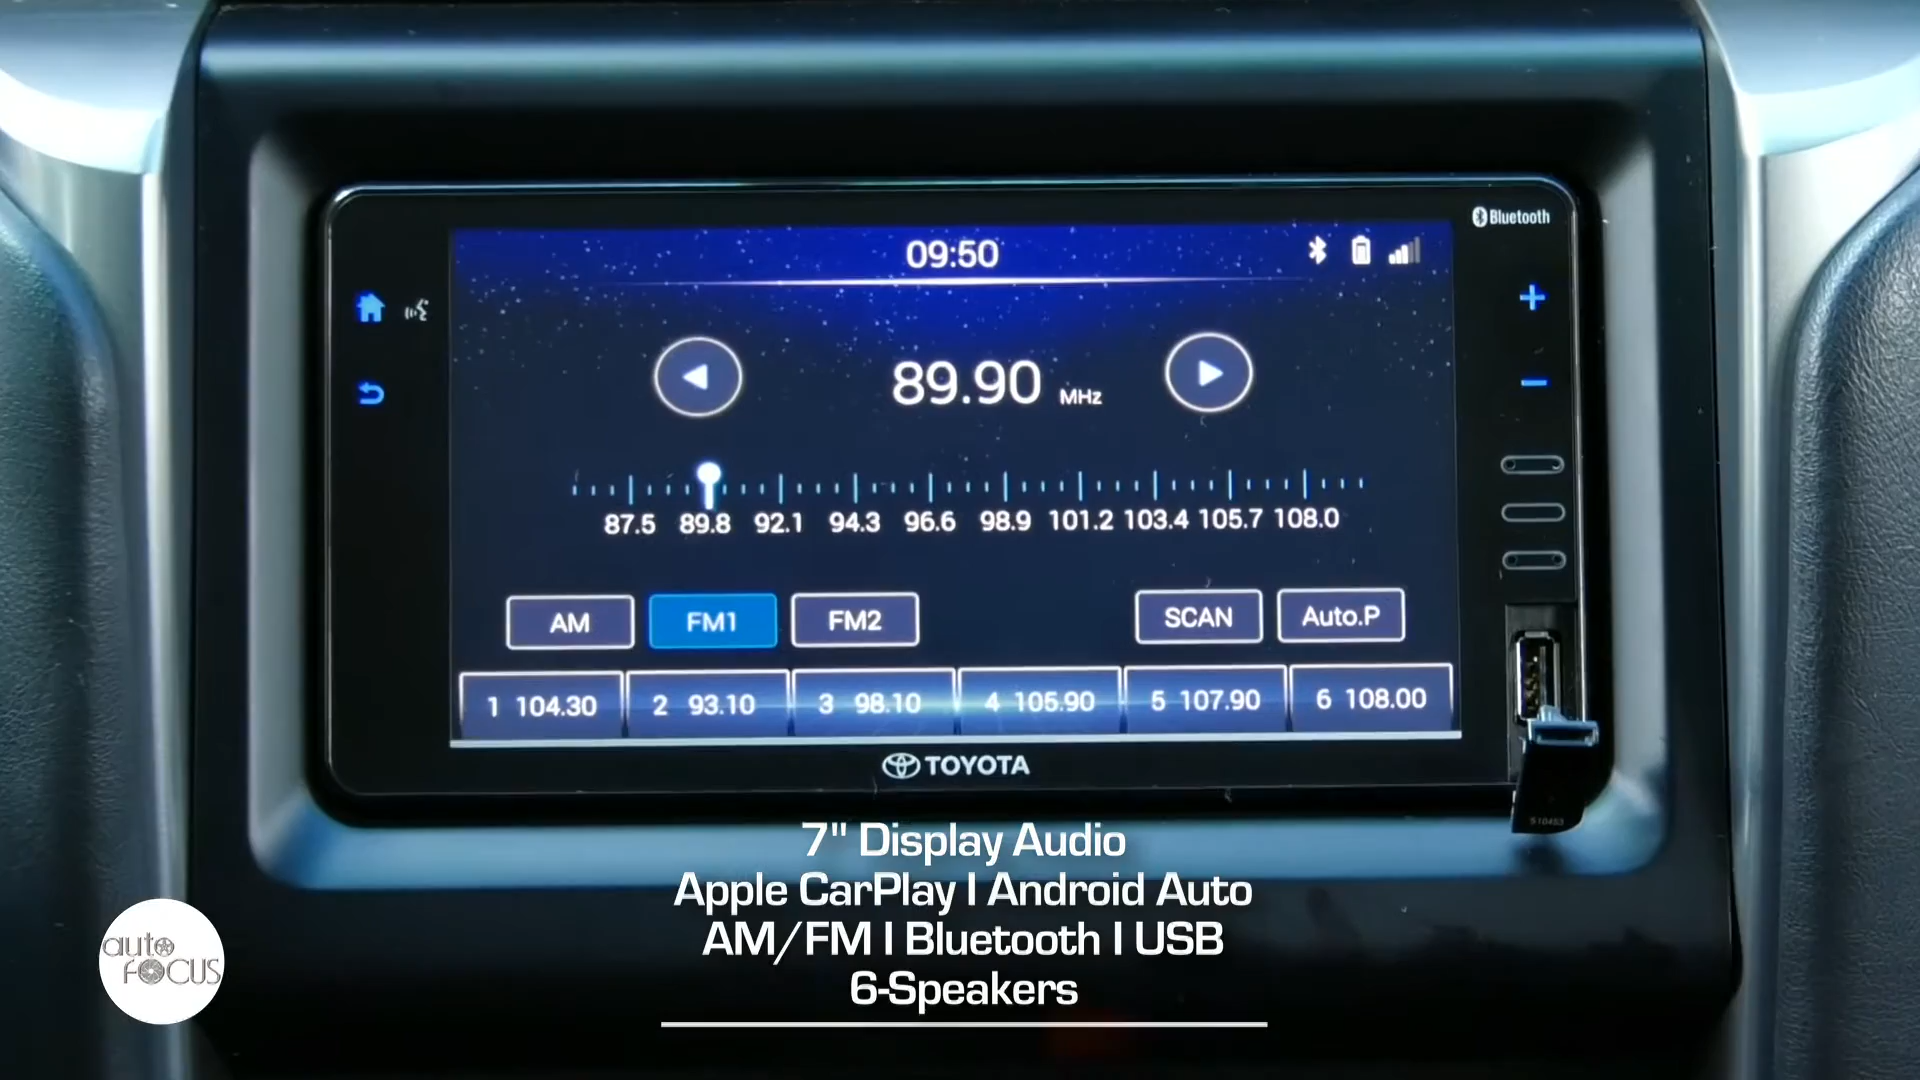 Bluetooth
09:50
89.90 MHz
87.5 89.8 92.1 94.3 96.6 98.9 101.2 103.4 105.7 108.0
AM FM1 FM2 SCAN Auto.P
1 104.30 2 93.10 3 98.10 4 105.90 5 107.90 6 108.00
TOYOTA
510453
7" Display Audio
Apple CarPlay | Android Auto
AM/FM | Bluetooth | USB
6-Speakers
auto
FOCUS